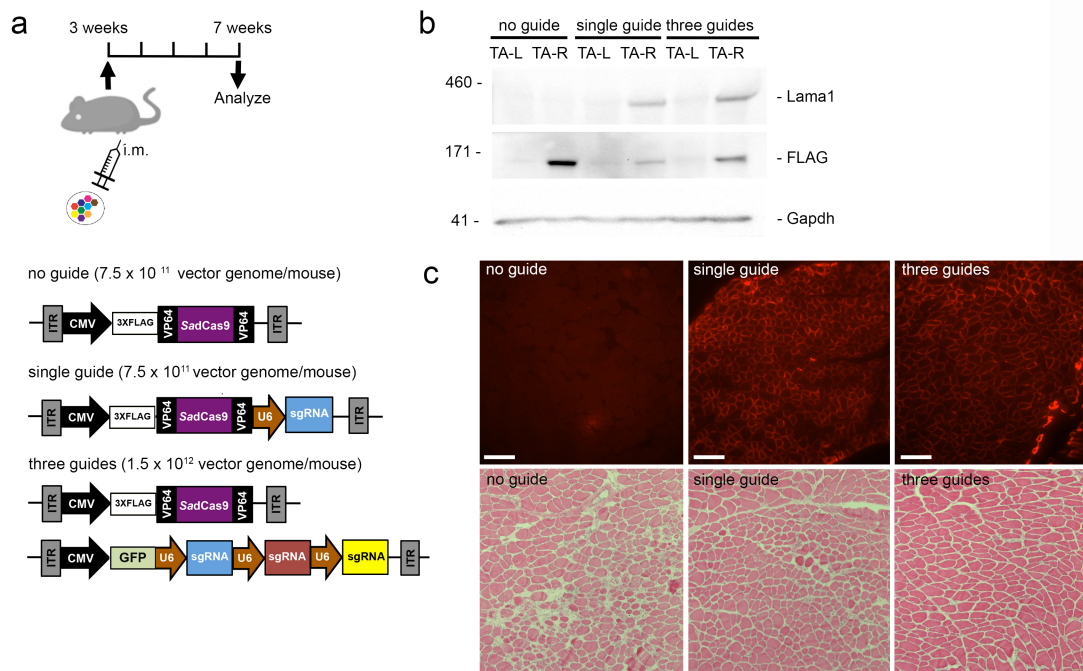 a
3 weeks 7 weeks
Analyze
i.m.
no guide (7.5 x 10 11 vector genome/mouse)
ITR CMV 3XFLAG VP64 SadCas9 VP64 ITR
single guide (7.5 x 1011 vector genome/mouse)
ITR CMV 3XFLAG VP64 SadCas9 VP64 U6 sgRNA ITR
three guides (1.5 x 1012 vector genome/mouse)
ITR CMV 3XFLAG VP64 SadCas9 VP64 ITR
ITR CMV GFP U6 sgRNA U6 sgRNA U6 sgRNA ITR
b
no guide single guide three guides
TA-L TA-R TA-L TA-R TA-L TA-R
460 - - Lama1
171 - - FLAG
41 - - Gapdh
c
no guide single guide three guides
no guide single guide three guides